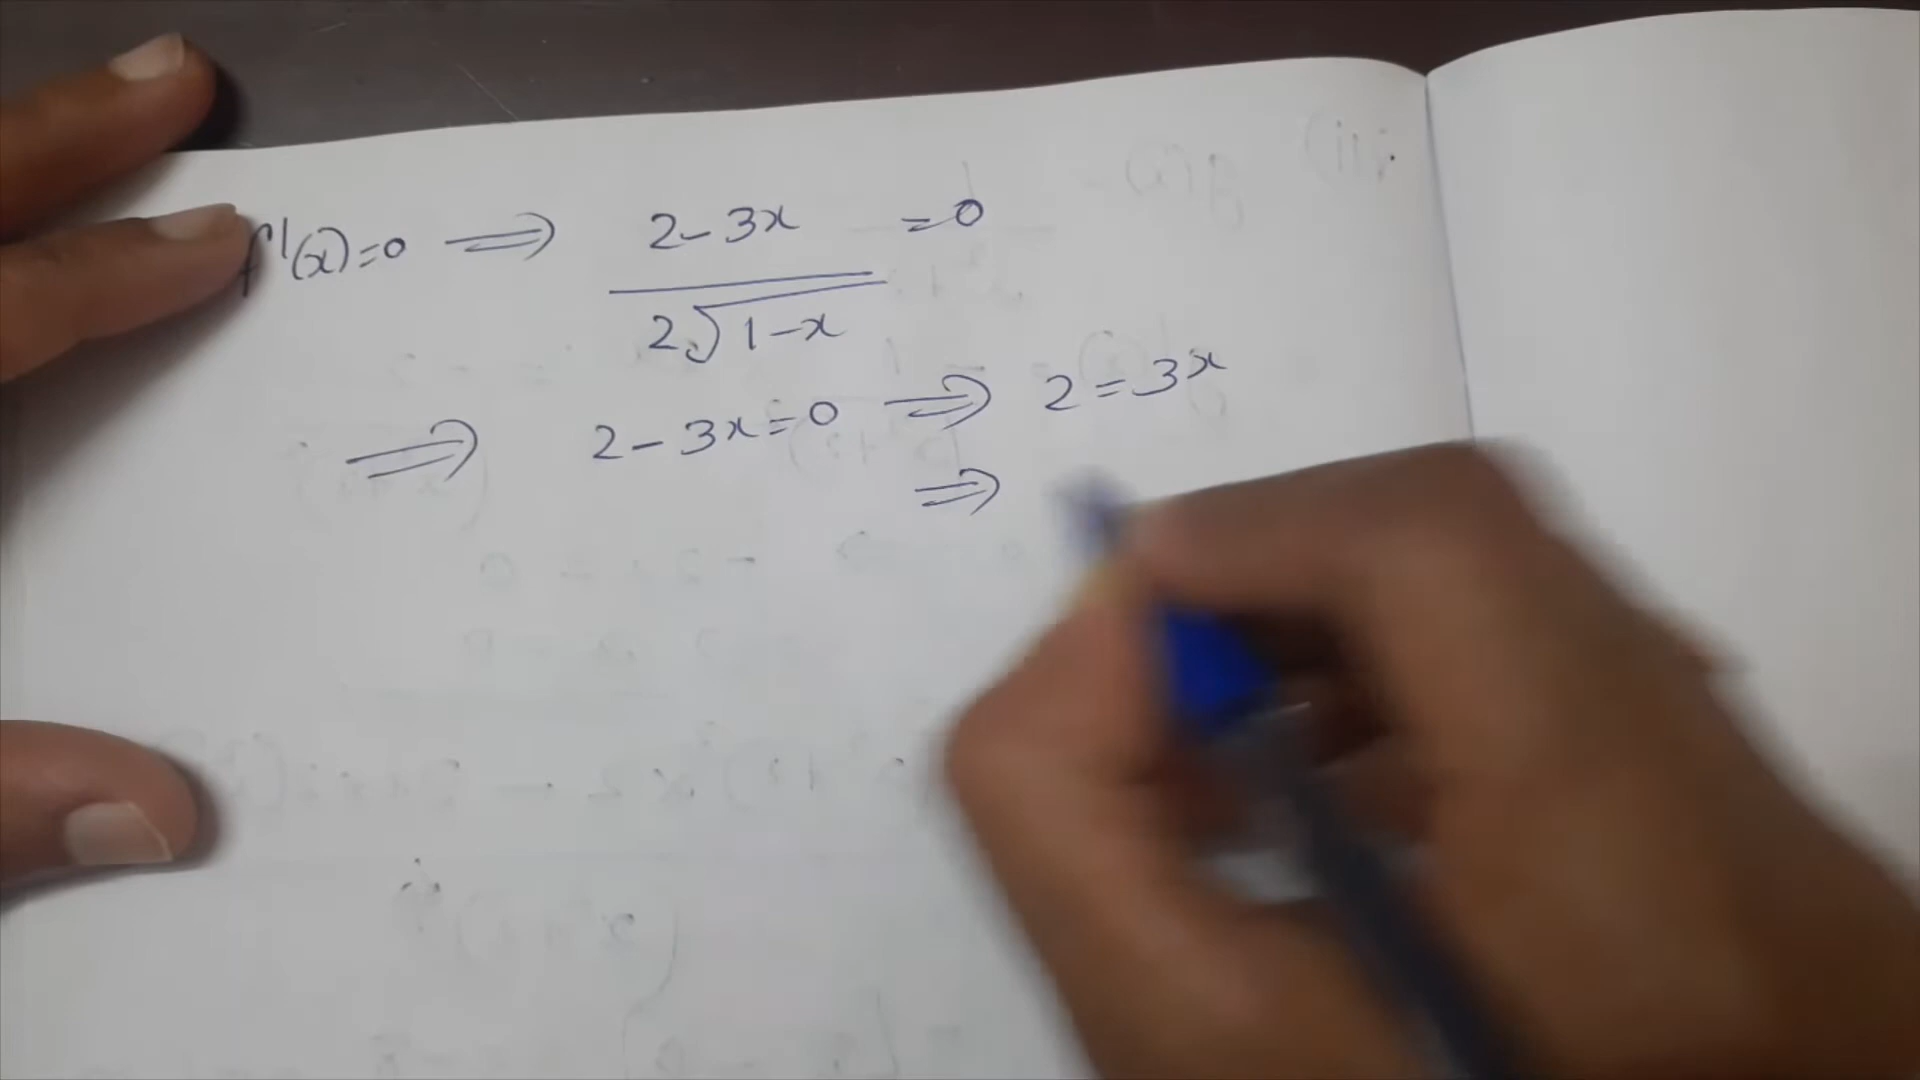 f'(x)=0 ⟹ (2-3x)/(2√(1-x)) =0
⟹ 2-3x=0 ⟹ 2=3x
⟹